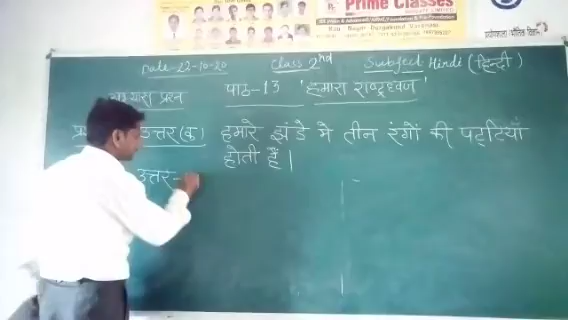 Prime Classes
Date-22-10-20 Class 2nd Subject Hindi (हिन्दी)
पाठ-13 'हमारा राष्ट्रध्वज'
उत्तर(क) हमारे झंडे मे तीन रंगों की पट्टियाँ
होती हैं।
उत्तर-